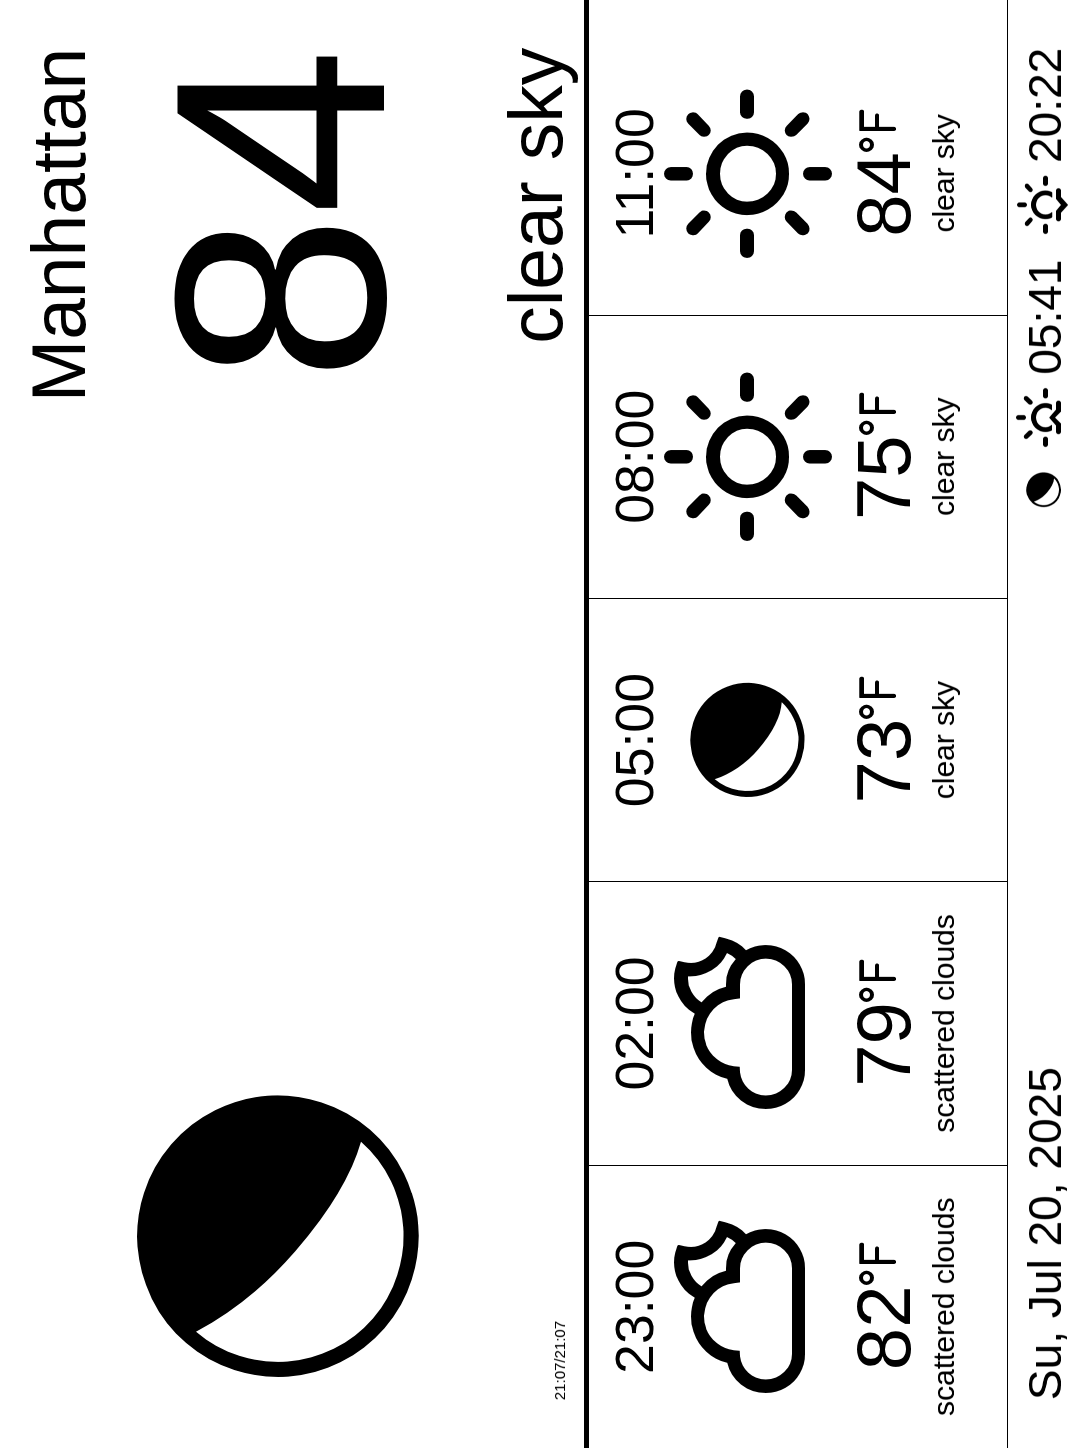 Manhattan
84
clear sky
21:07/21:07
23:00
82°F
scattered clouds
02:00
79°F
scattered clouds
05:00
73°F
clear sky
08:00
75°F
clear sky
11:00
84°F
clear sky
Su, Jul 20, 2025
05:41
20:22